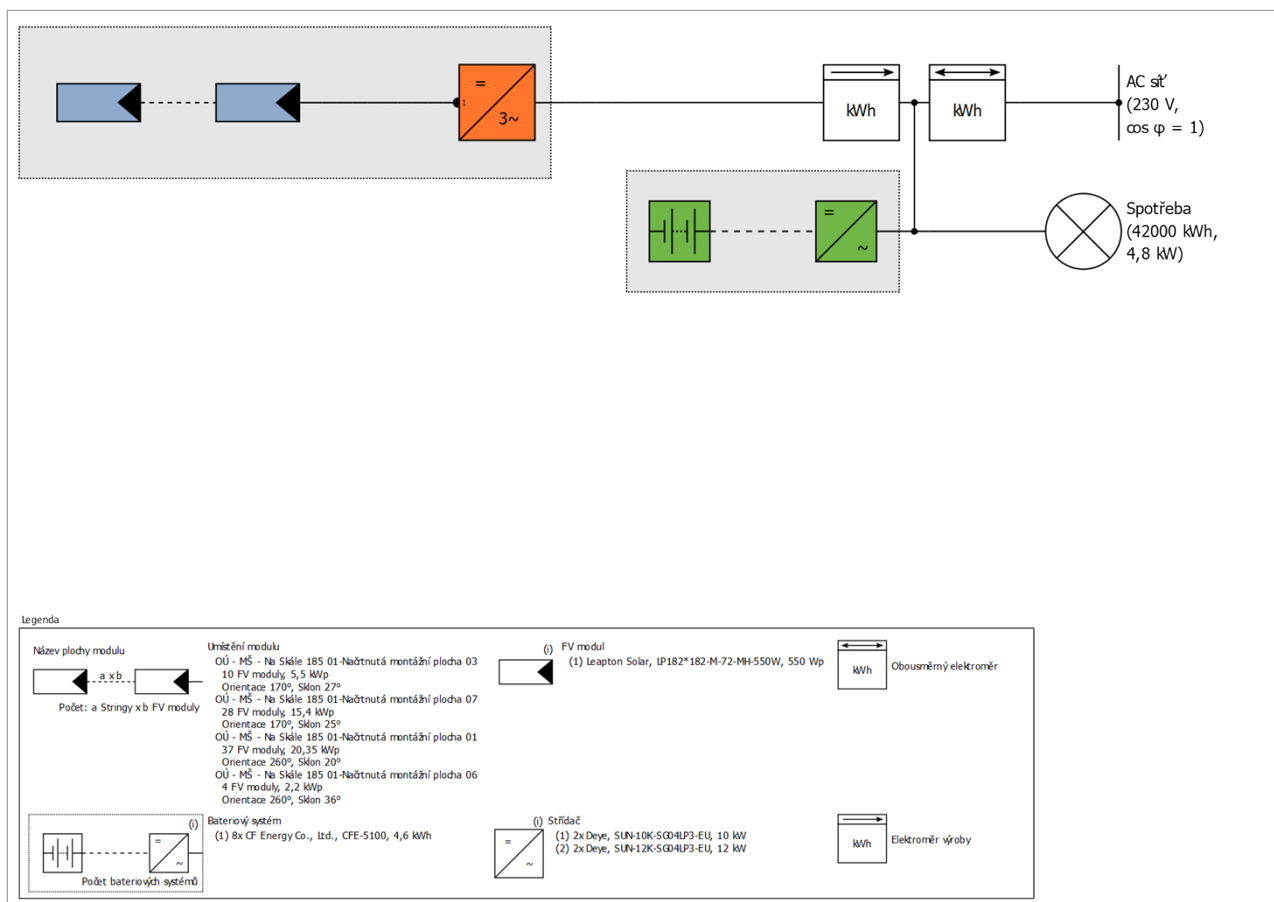 =
1
3~
kWh
kWh
AC síť
(230 V,
cos φ = 1)
=
~
Spotřeba
(42000 kWh,
4,8 kW)
Legenda
Název plochy modulu
a x b
Počet: a Stringy x b FV moduly
Umístění modulu
OÚ - MŠ - Na Skále 185 01-Načrtnutá montážní plocha 03
10 FV moduly, 5,5 kWp
Orientace 170°, Sklon 27°
OÚ - MŠ - Na Skále 185 01-Načrtnutá montážní plocha 07
28 FV moduly, 15,4 kWp
Orientace 170°, Sklon 25°
OÚ - MŠ - Na Skále 185 01-Načrtnutá montážní plocha 01
37 FV moduly, 20,35 kWp
Orientace 260°, Sklon 20°
OÚ - MŠ - Na Skále 185 01-Načrtnutá montážní plocha 06
4 FV moduly, 2,2 kWp
Orientace 260°, Sklon 36°
(i) FV modul
(1) Leapton Solar, LP182*182-M-72-MH-550W, 550 Wp
kWh
Obousměrný elektroměr
(i)
=
~
Počet bateriových systémů
Bateriový systém
(1) 8x CF Energy Co., Ltd., CFE-5100, 4,6 kWh
=
~
(i) Střídač
(1) 2x Deye, SUN-10K-SG04LP3-EU, 10 kW
(2) 2x Deye, SUN-12K-SG04LP3-EU, 12 kW
kWh
Elektroměr výroby